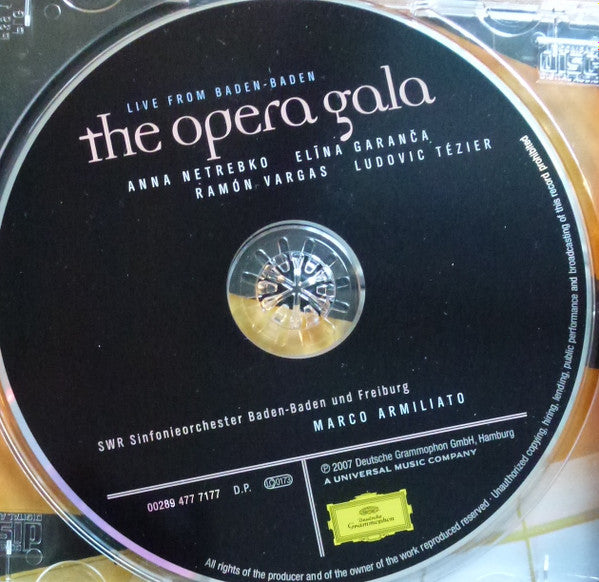 LIVE FROM BADEN-BADEN
the opera gala
ANNA NETREBKO ELĪNA GARANČA
RAMÓN VARGAS LUDOVIC TÉZIER
SWR Sinfonieorchester Baden-Baden und Freiburg
MARCO ARMILIATO
00289 477 7177 D.P. LC 0173
℗ 2007 Deutsche Grammophon GmbH, Hamburg
A UNIVERSAL MUSIC COMPANY
Deutsche
Grammophon
All rights of the producer and of the owner of the work reproduced reserved · Unauthorized copying, hiring, lending, public performance and broadcasting of this record prohibited